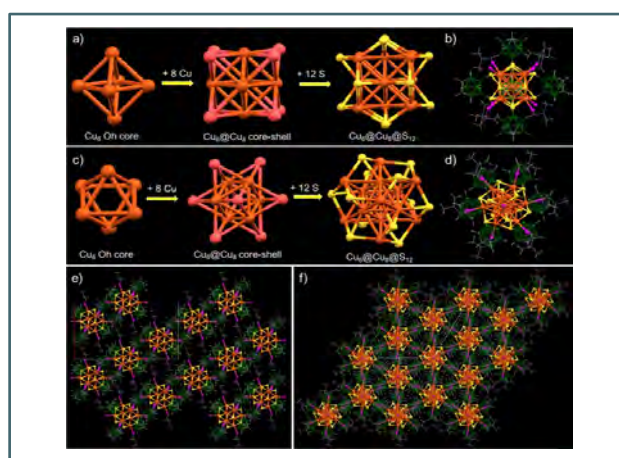 a)
+ 8 Cu
+ 12 S
b)
Cu₆ Oh core
Cu₆@Cu₈ core-shell
Cu₆@Cu₈@S₁₂
c)
+ 8 Cu
+ 12 S
d)
Cu₆ Oh core
Cu₆@Cu₈ core-shell
Cu₆@Cu₈@S₁₂
e)
f)